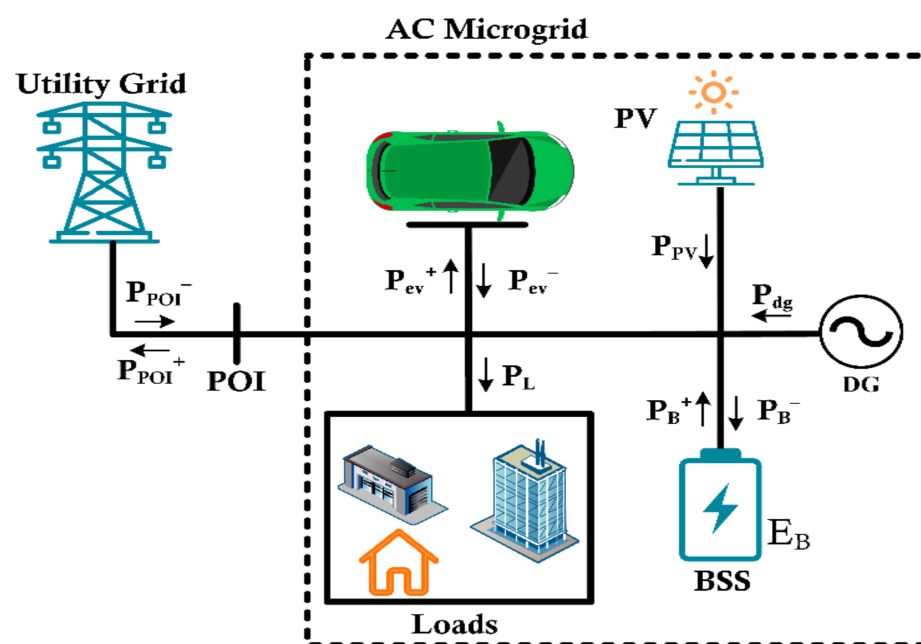 AC Microgrid
Utility Grid
PV
P_PV
P_ev^+
P_ev^−
P_POI^−
P_POI^+
POI
P_dg
DG
P_L
P_B^+
P_B^−
E_B
BSS
Loads